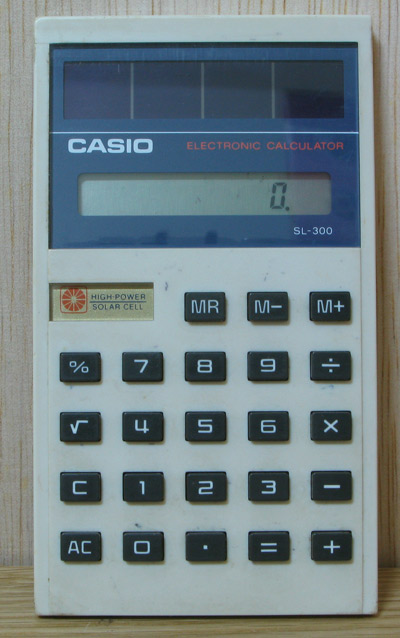 CASIO ELECTRONIC CALCULATOR
0.
SL-300
HIGH-POWER
SOLAR CELL
MR M− M+
% 7 8 9 ÷
√ 4 5 6 ×
C 1 2 3 −
AC 0 . = +